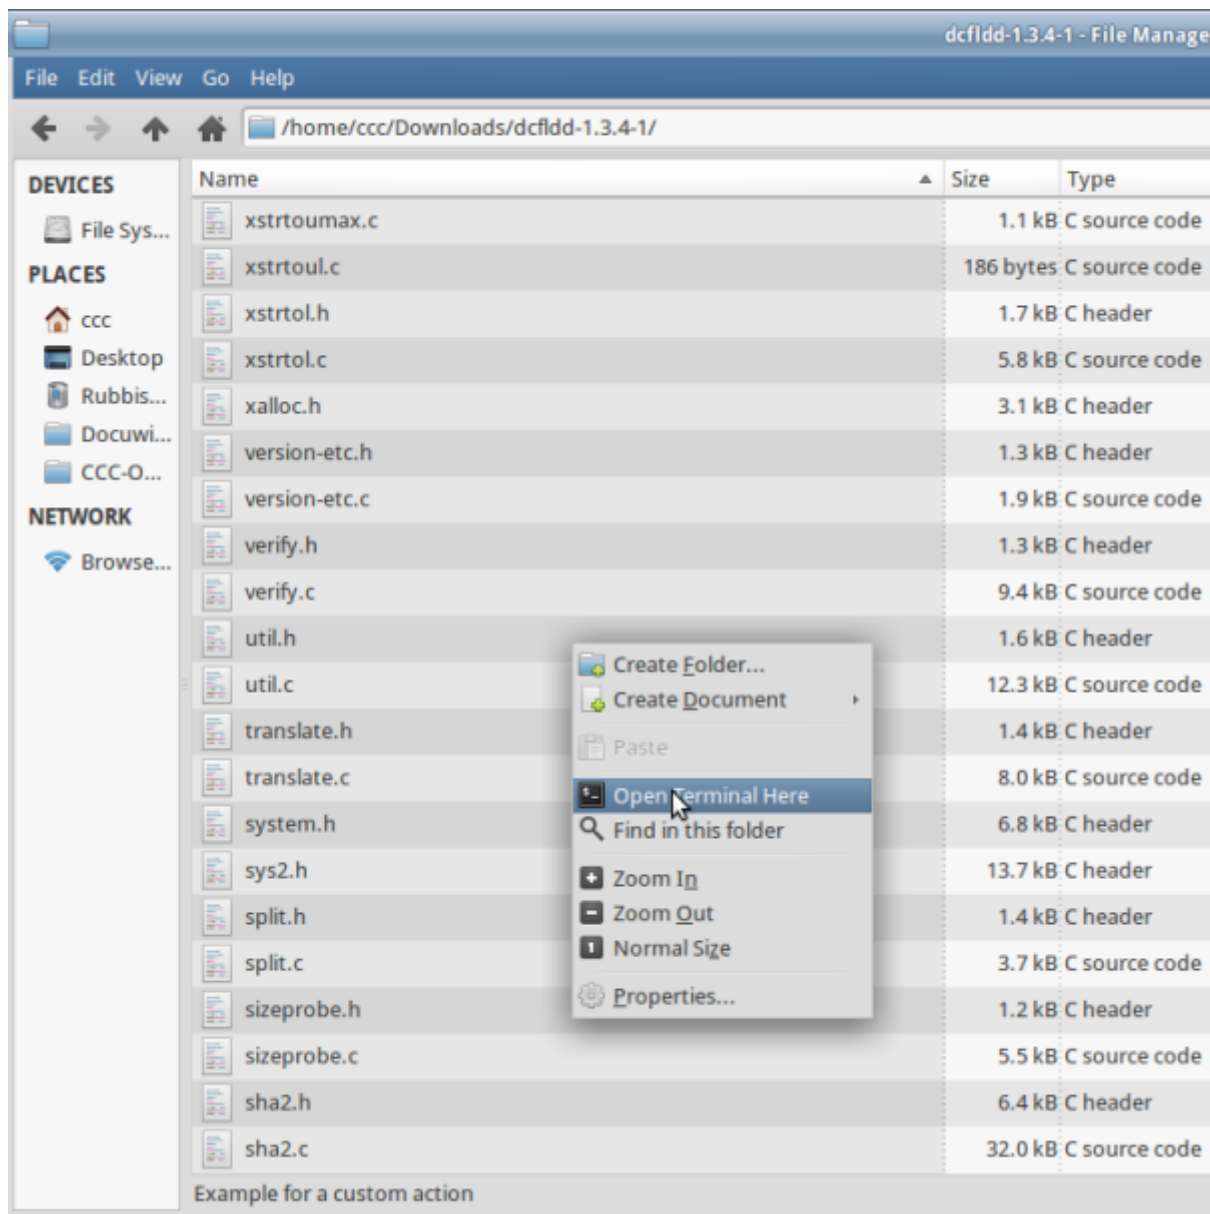 dcfldd-1.3.4-1 - File Manage
File Edit View Go Help
/home/ccc/Downloads/dcfldd-1.3.4-1/
DEVICES
File Sys...
PLACES
ccc
Desktop
Rubbis...
Docuwi...
CCC-O...
NETWORK
Browse...
Name Size Type
xstrtoumax.c 1.1 kB C source code
xstrtoul.c 186 bytes C source code
xstrtol.h 1.7 kB C header
xstrtol.c 5.8 kB C source code
xalloc.h 3.1 kB C header
version-etc.h 1.3 kB C header
version-etc.c 1.9 kB C source code
verify.h 1.3 kB C header
verify.c 9.4 kB C source code
util.h 1.6 kB C header
util.c 12.3 kB C source code
translate.h 1.4 kB C header
translate.c 8.0 kB C source code
system.h 6.8 kB C header
sys2.h 13.7 kB C header
split.h 1.4 kB C header
split.c 3.7 kB C source code
sizeprobe.h 1.2 kB C header
sizeprobe.c 5.5 kB C source code
sha2.h 6.4 kB C header
sha2.c 32.0 kB C source code
Create Folder...
Create Document
Paste
Open Terminal Here
Find in this folder
Zoom In
Zoom Out
Normal Size
Properties...
Example for a custom action